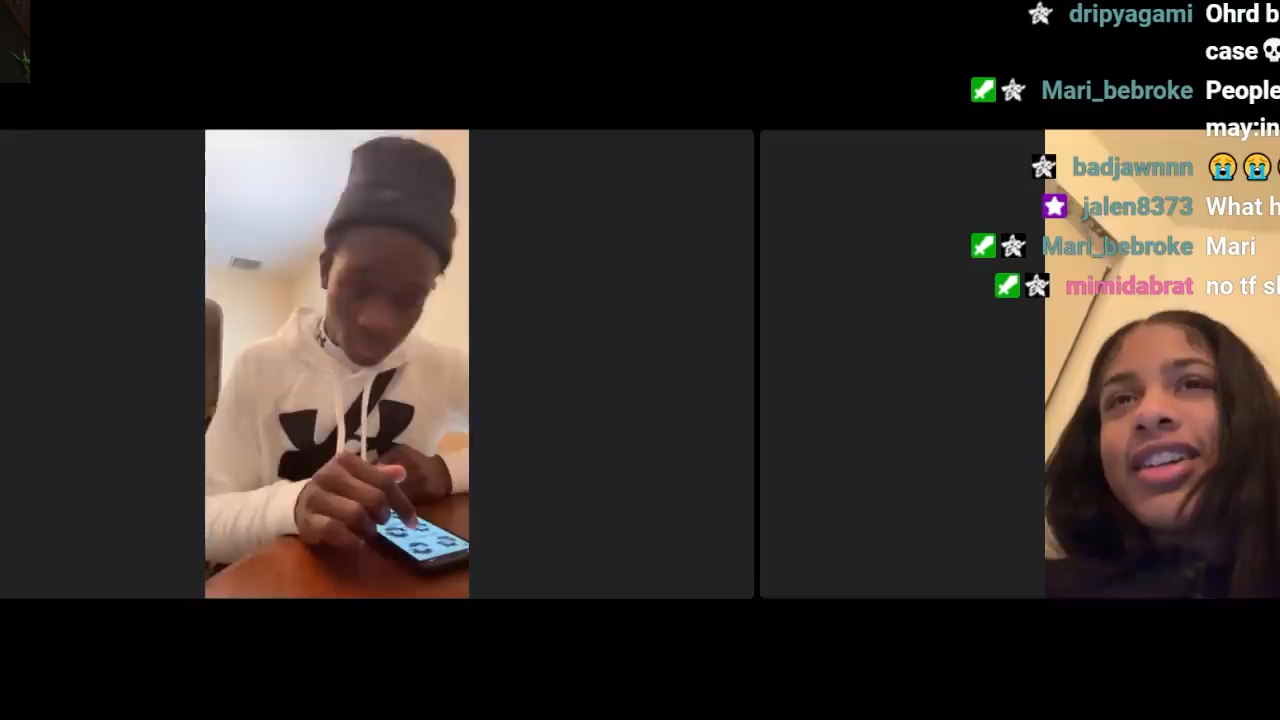 dripyagami Ohrd b
case
Mari_bebroke People
may:in
badjawnnn
jalen8373 What h
Mari_bebroke Mari
mimidabrat no tf sl